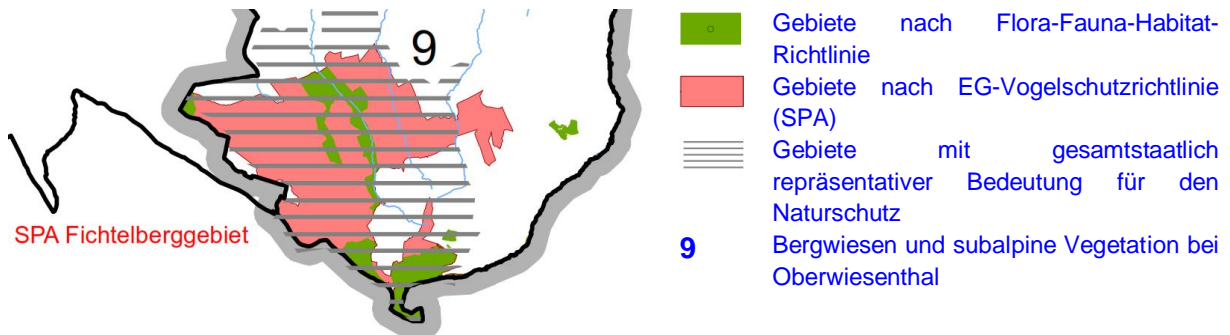 9
SPA Fichtelberggebiet
Gebiete nach Flora-Fauna-Habitat-
Richtlinie
Gebiete nach EG-Vogelschutzrichtlinie
(SPA)
Gebiete mit gesamtstaatlich
repräsentativer Bedeutung für den
Naturschutz
9 Bergwiesen und subalpine Vegetation bei
Oberwiesenthal